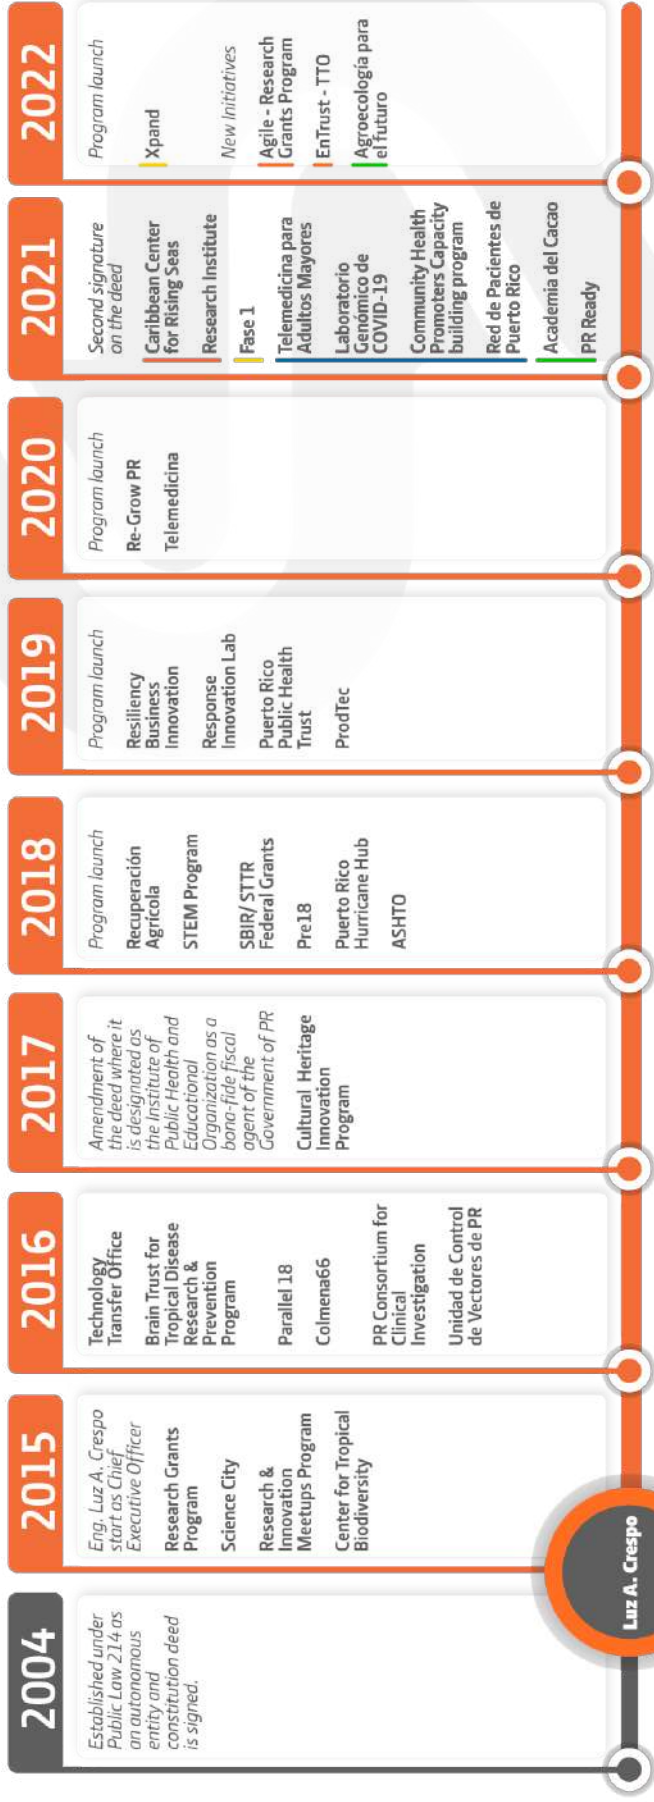 2004
Established under
Public Law 214 as
an autonomous
entity and
constitution deed
is signed.
2015
Eng. Luz A. Crespo
start as Chief
Executive Officer
Research Grants
Program
Science City
Research &
Innovation
Meetups Program
Center for Tropical
Biodiversity
2016
Technology
Transfer Office
Brain Trust for
Tropical Disease
Research &
Prevention
Program
Parallel 18
Colmena66
PR Consortium for
Clinical
Investigation
Unidad de Control
de Vectores de PR
2017
Amendment of
the deed where it
is designated as
the Institute of
Public Health and
Educational
Organization as a
bona-fide fiscal
agent of the
Government of PR
Cultural Heritage
Innovation
Program
2018
Program launch
Recuperación
Agrícola
STEM Program
SBIR/ STTR
Federal Grants
Pre18
Puerto Rico
Hurricane Hub
ASHTO
2019
Program launch
Resiliency
Business
Innovation
Response
Innovation Lab
Puerto Rico
Public Health
Trust
ProdTec
2020
Program launch
Re-Grow PR
Telemedicina
2021
Second signature
on the deed
Caribbean Center
for Rising Seas
Research Institute
Fase 1
Telemedicina para
Adultos Mayores
Laboratorio
Genómico de
COVID-19
Community Health
Promoters Capacity
building program
Red de Pacientes de
Puerto Rico
Academia del Cacao
PR Ready
2022
Program launch
Xpand
New Initiatives
Agile - Research
Grants Program
EnTrust - TTO
Agroecología para
el futuro
Luz A. Crespo